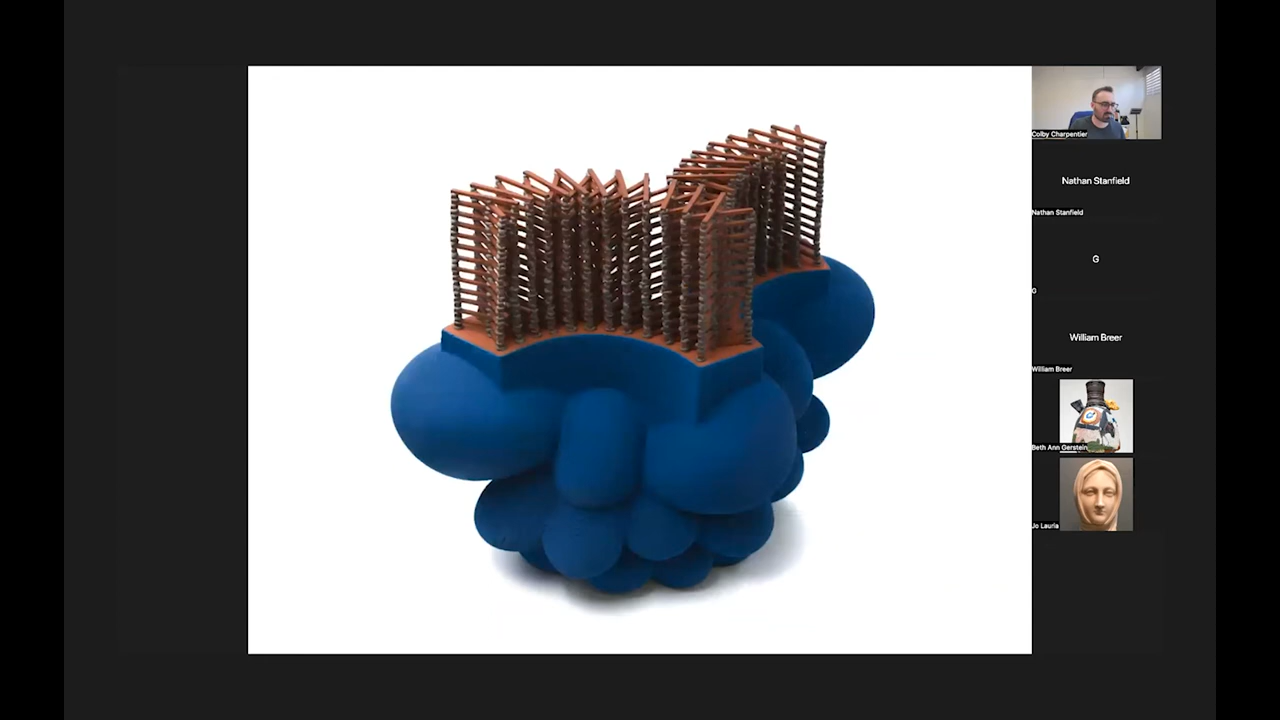 Colby Charpentier
Nathan Stanfield
Nathan Stanfield
G
G
William Breer
William Breer
Beth Ann Gerstein
Jo Lauria